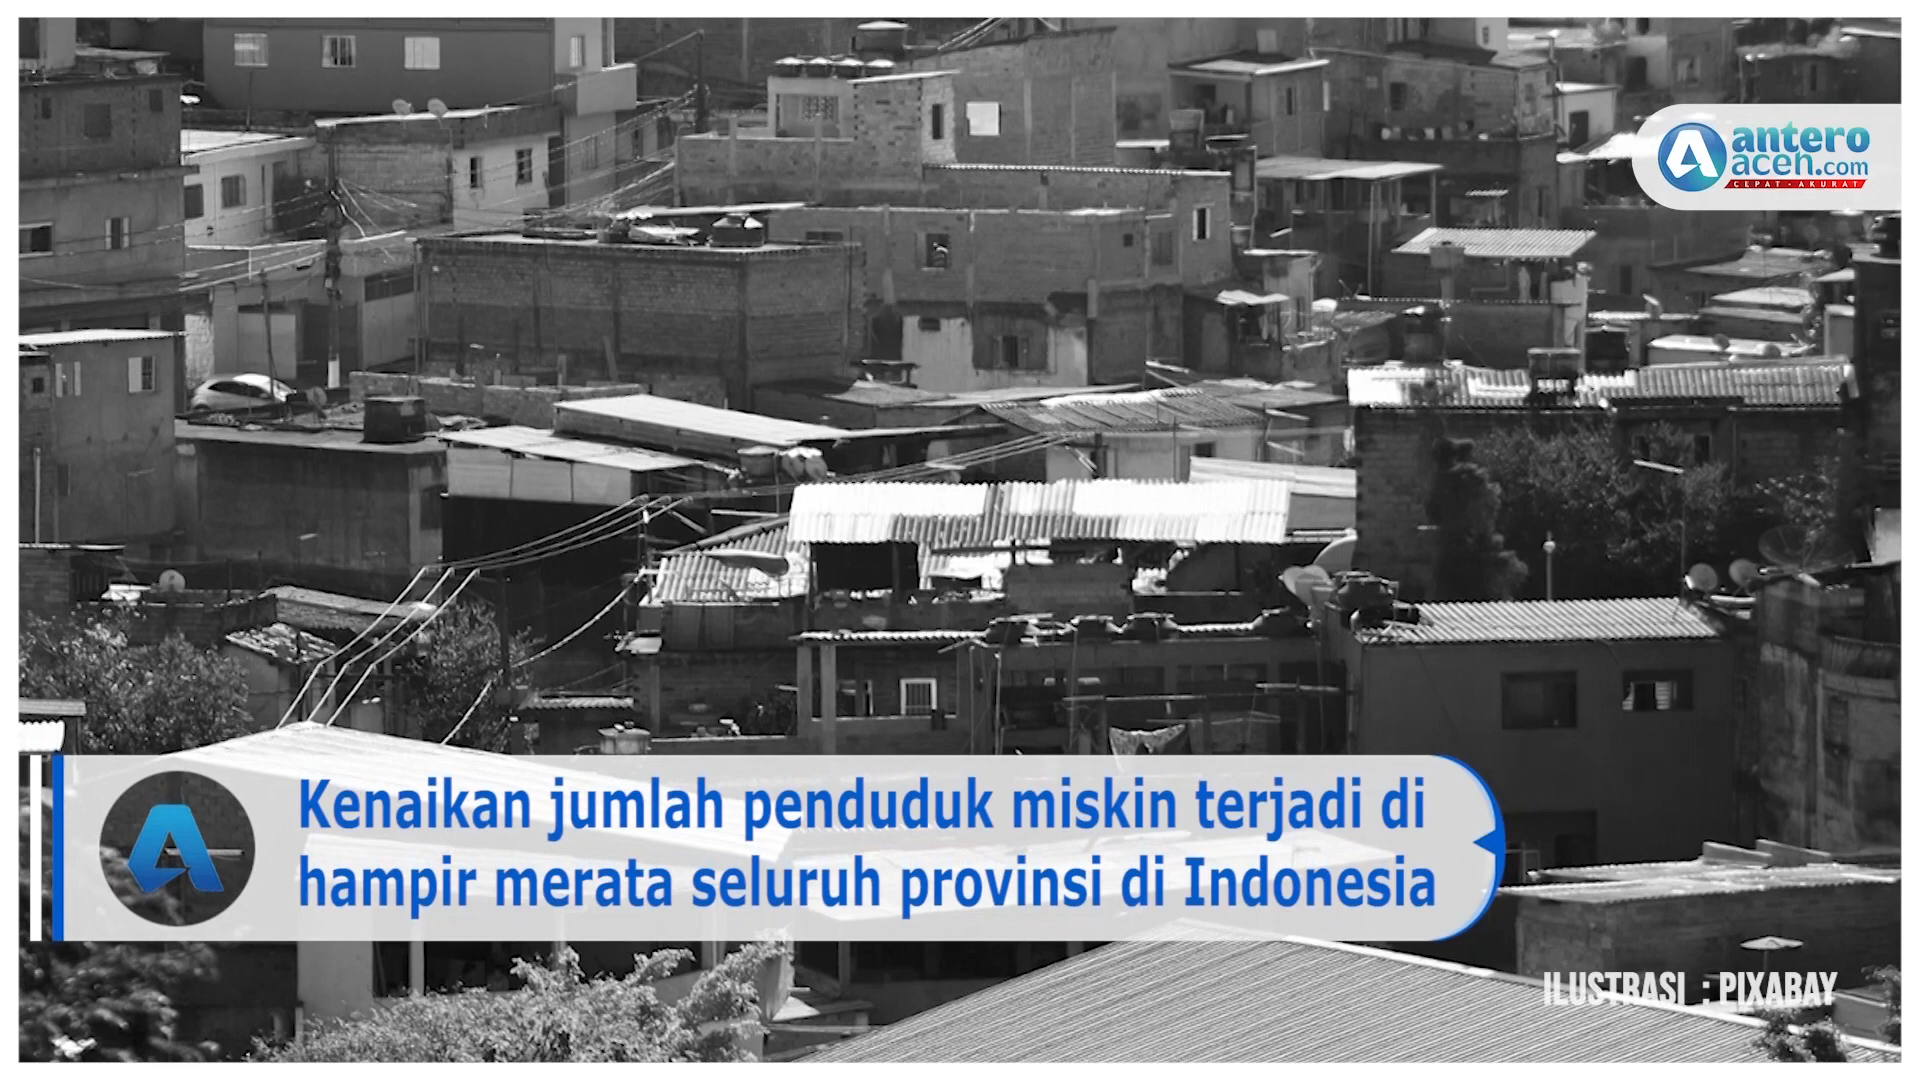 antero
aceh.com
CEPAT - AKURAT
Kenaikan jumlah penduduk miskin terjadi di
hampir merata seluruh provinsi di Indonesia
ILUSTRASI : PIXABAY